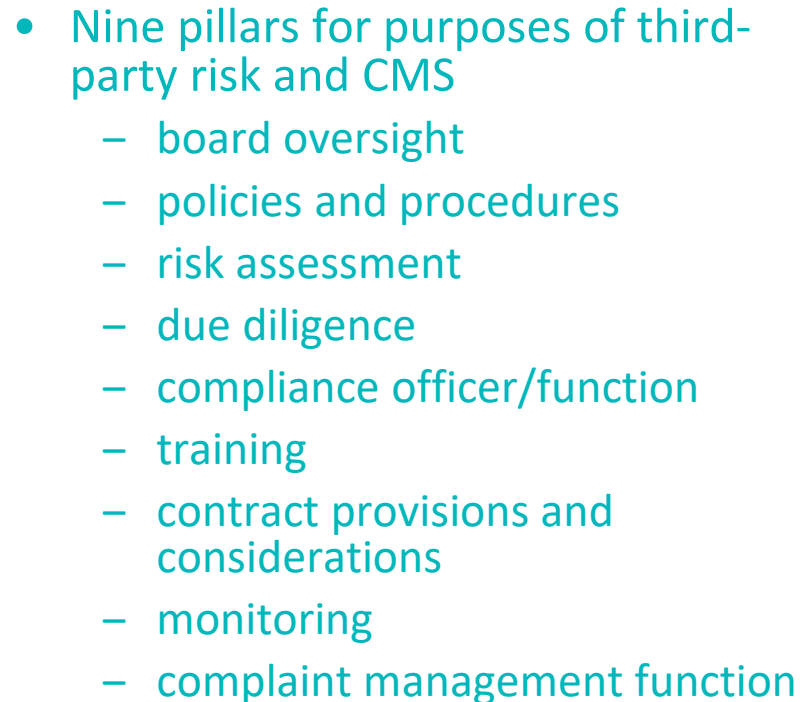 • Nine pillars for purposes of third-
party risk and CMS
– board oversight
– policies and procedures
– risk assessment
– due diligence
– compliance officer/function
– training
– contract provisions and
considerations
– monitoring
– complaint management function